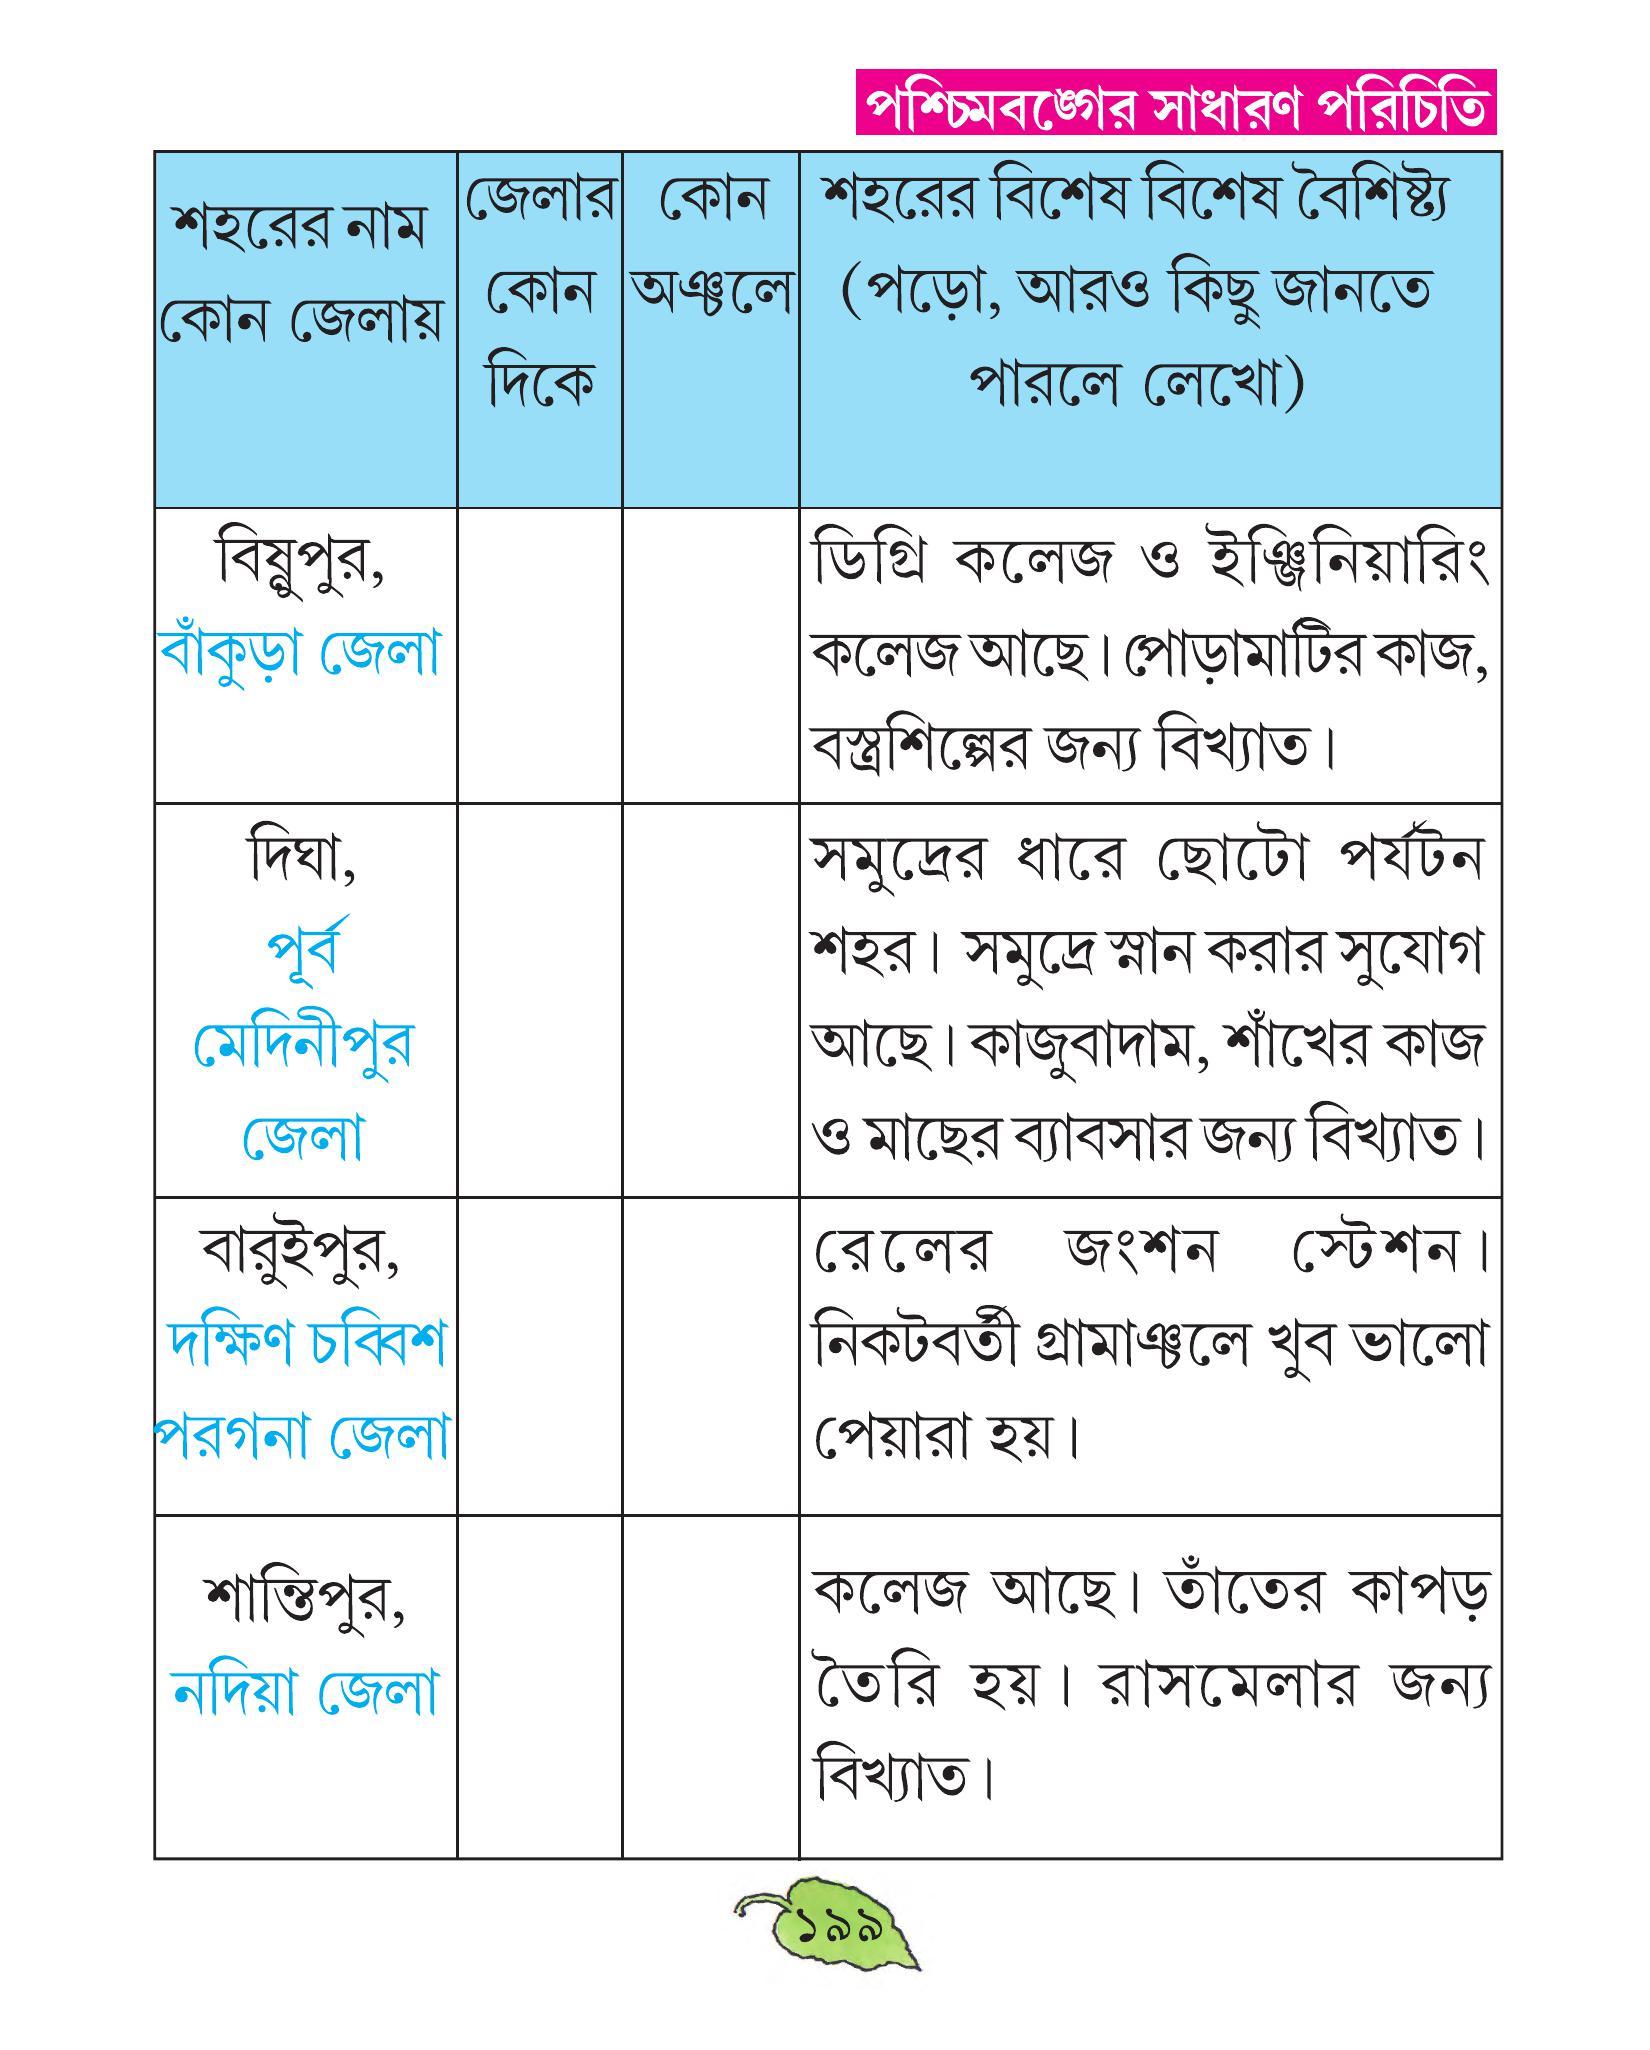 পশ্চিমবঙ্গের সাধারণ পরিচিতি
শহরের নাম
কোন জেলায়
জেলার
কোন
দিকে
কোন
অঞ্চলে
শহরের বিশেষ বিশেষ বৈশিষ্ট্য
(পড়ো, আরও কিছু জানতে
পারলে লেখো)
বিষ্ণুপুর,
বাঁকুড়া জেলা
ডিগ্রি কলেজ ও ইঞ্জিনিয়ারিং
কলেজ আছে। পোড়ামাটির কাজ,
বস্ত্রশিল্পের জন্য বিখ্যাত।
দিঘা,
পূর্ব
মেদিনীপুর
জেলা
সমুদ্রের ধারে ছোটো পর্যটন
শহর। সমুদ্রে স্নান করার সুযোগ
আছে। কাজুবাদাম, শাঁখের কাজ
ও মাছের ব্যাবসার জন্য বিখ্যাত।
বারুইপুর,
দক্ষিণ চব্বিশ
পরগনা জেলা
রেলের জংশন স্টেশন।
নিকটবর্তী গ্রামাঞ্চলে খুব ভালো
পেয়ারা হয়।
শান্তিপুর,
নদিয়া জেলা
কলেজ আছে। তাঁতের কাপড়
তৈরি হয়। রাসমেলার জন্য
বিখ্যাত।
১৯৯